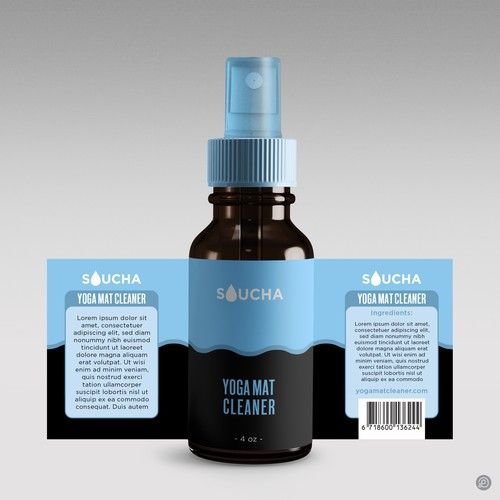 SOUCHA
YOGA MAT CLEANER
Lorem ipsum dolor sit
amet, consectetuer
adipiscing elit, sed diam
nonummy nibh euismod
tincidunt ut laoreet
dolore magna aliquam
erat volutpat. Ut wisi
enim ad minim veniam,
quis nostrud exerci
tation ullamcorper
suscipit lobortis nisl ut
aliquip ex ea commodo
consequat. Duis autem
SOUCHA
YOGA MAT
CLEANER
- 4 oz -
SOUCHA
YOGA MAT CLEANER
Ingredients:
Lorem ipsum dolor sit amet,
consectetuer adipiscing elit,
sed diam nonummy nibh
euismod tincidunt ut laoreet
dolore magna aliquam erat
volutpat. Ut wisi enim ad
minim veniam, quis nostrud
exerci tation ullamcorper
suscipit lobortis nisl ut
aliquip ex ea commodo
yogamatcleaner.com
6 718600 136244